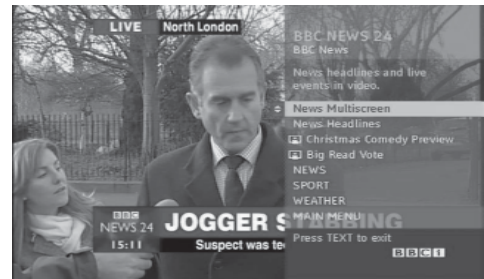 LIVE North London
BBC NEWS 24
BBC News
News headlines and live
events in video.
News Multiscreen
News Headlines
Christmas Comedy Preview
Big Read Vote
NEWS
SPORT
WEATHER
MAIN MENU
Press TEXT to exit
BBC 1
BBC
NEWS 24
15:11
JOGGER STABBING
Suspect was